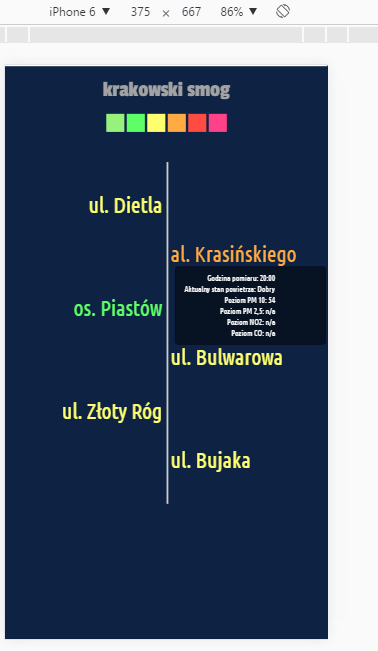 iPhone 6 ▼ 375 × 667 86% ▼
krakowski smog
ul. Dietla
al. Krasińskiego
Godzina pomiaru: 20:00
Aktualny stan powietrza: Dobry
Poziom PM 10: 54
Poziom PM 2,5: n/a
Poziom NO2: n/a
Poziom CO: n/a
os. Piastów
ul. Bulwarowa
ul. Złoty Róg
ul. Bujaka